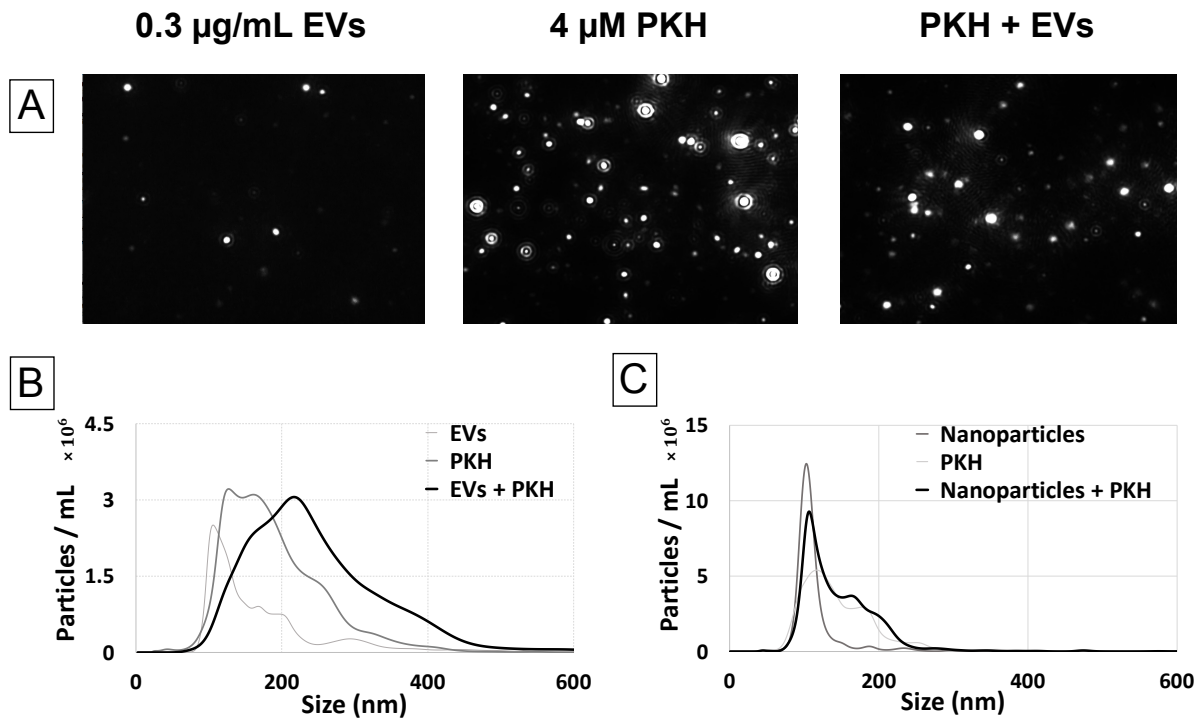 0.3 µg/mL EVs
4 µM PKH
PKH + EVs
A
B
Particles / mL × 10⁶
4.5
3
1.5
0
EVs
PKH
EVs + PKH
0 200 400 600
Size (nm)
C
Particles / mL × 10⁶
15
10
5
0
Nanoparticles
PKH
Nanoparticles + PKH
0 200 400 600
Size (nm)